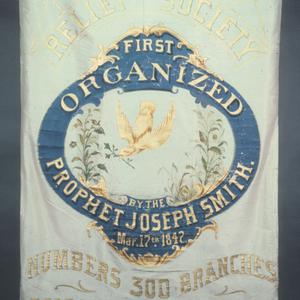 RELIEF SOCIETY
FIRST
ORGANIZED
BY THE
PROPHET JOSEPH SMITH.
Mar. 17th 1842.
NUMBERS 300 BRANCHES